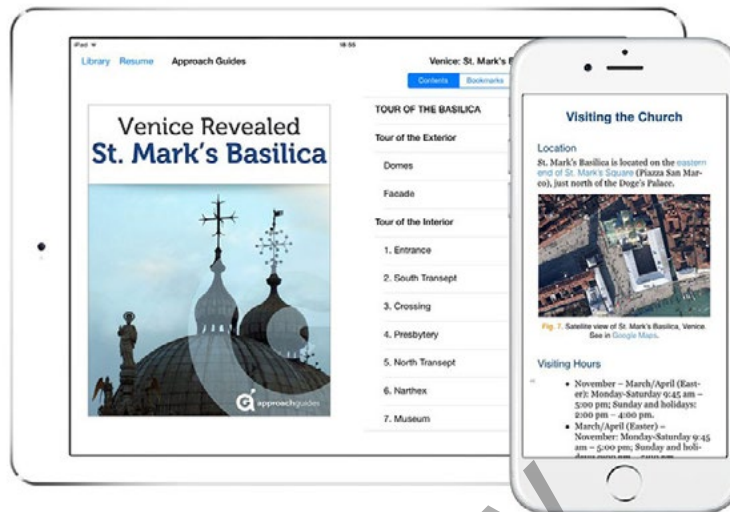 iPad
18:55
Library Resume Approach Guides
Venice: St. Mark's B
Contents Bookmarks
Venice Revealed
St. Mark's Basilica
approachguides
TOUR OF THE BASILICA
Tour of the Exterior
Domes
Facade
Tour of the Interior
1. Entrance
2. South Transept
3. Crossing
4. Presbytery
5. North Transept
6. Narthex
7. Museum
Visiting the Church
Location
St. Mark's Basilica is located on the eastern
end of St. Mark's Square (Piazza San Mar-
co), just north of the Doge's Palace.
Fig. 7. Satellite view of St. Mark's Basilica, Venice.
See in Google Maps.
Visiting Hours
• November – March/April (East-
er): Monday-Saturday 9:45 am –
5:00 pm; Sunday and holidays:
2:00 pm – 4:00 pm.
▪ March/April (Easter) –
November: Monday-Saturday 9:45
am – 5:00 pm; Sunday and holi-